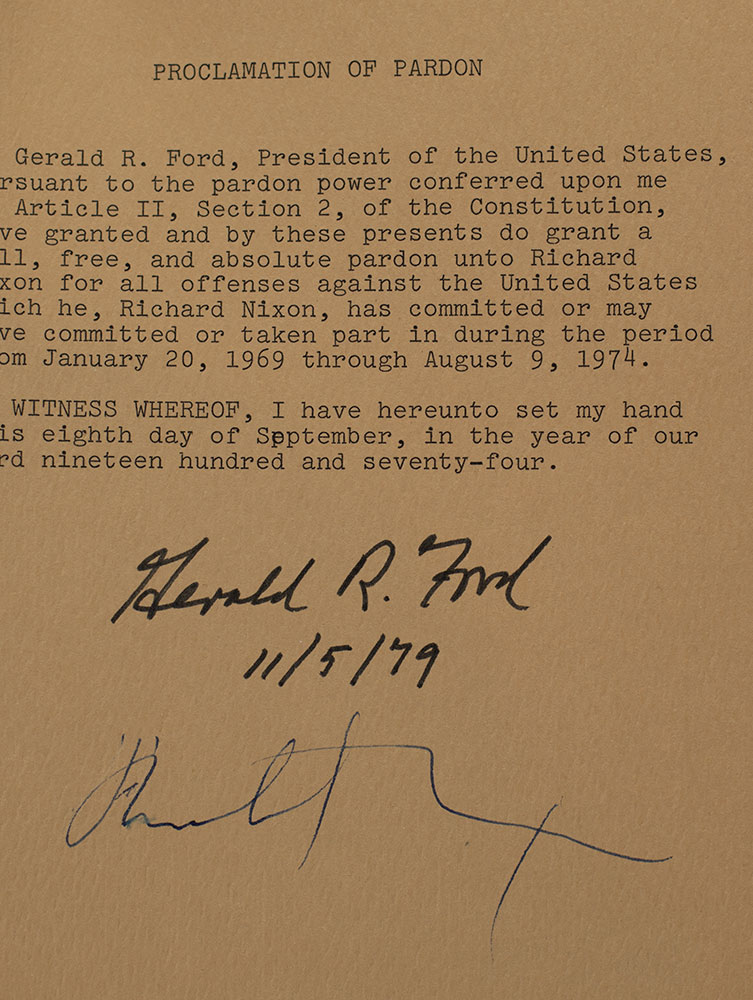 PROCLAMATION OF PARDON
Gerald R. Ford, President of the United States,
rsuant to the pardon power conferred upon me
Article II, Section 2, of the Constitution,
ve granted and by these presents do grant a
ll, free, and absolute pardon unto Richard
xon for all offenses against the United States
ich he, Richard Nixon, has committed or may
ve committed or taken part in during the period
om January 20, 1969 through August 9, 1974.
WITNESS WHEREOF, I have hereunto set my hand
is eighth day of Spptember, in the year of our
rd nineteen hundred and seventy-four.
Gerald R. Ford
11/5/79